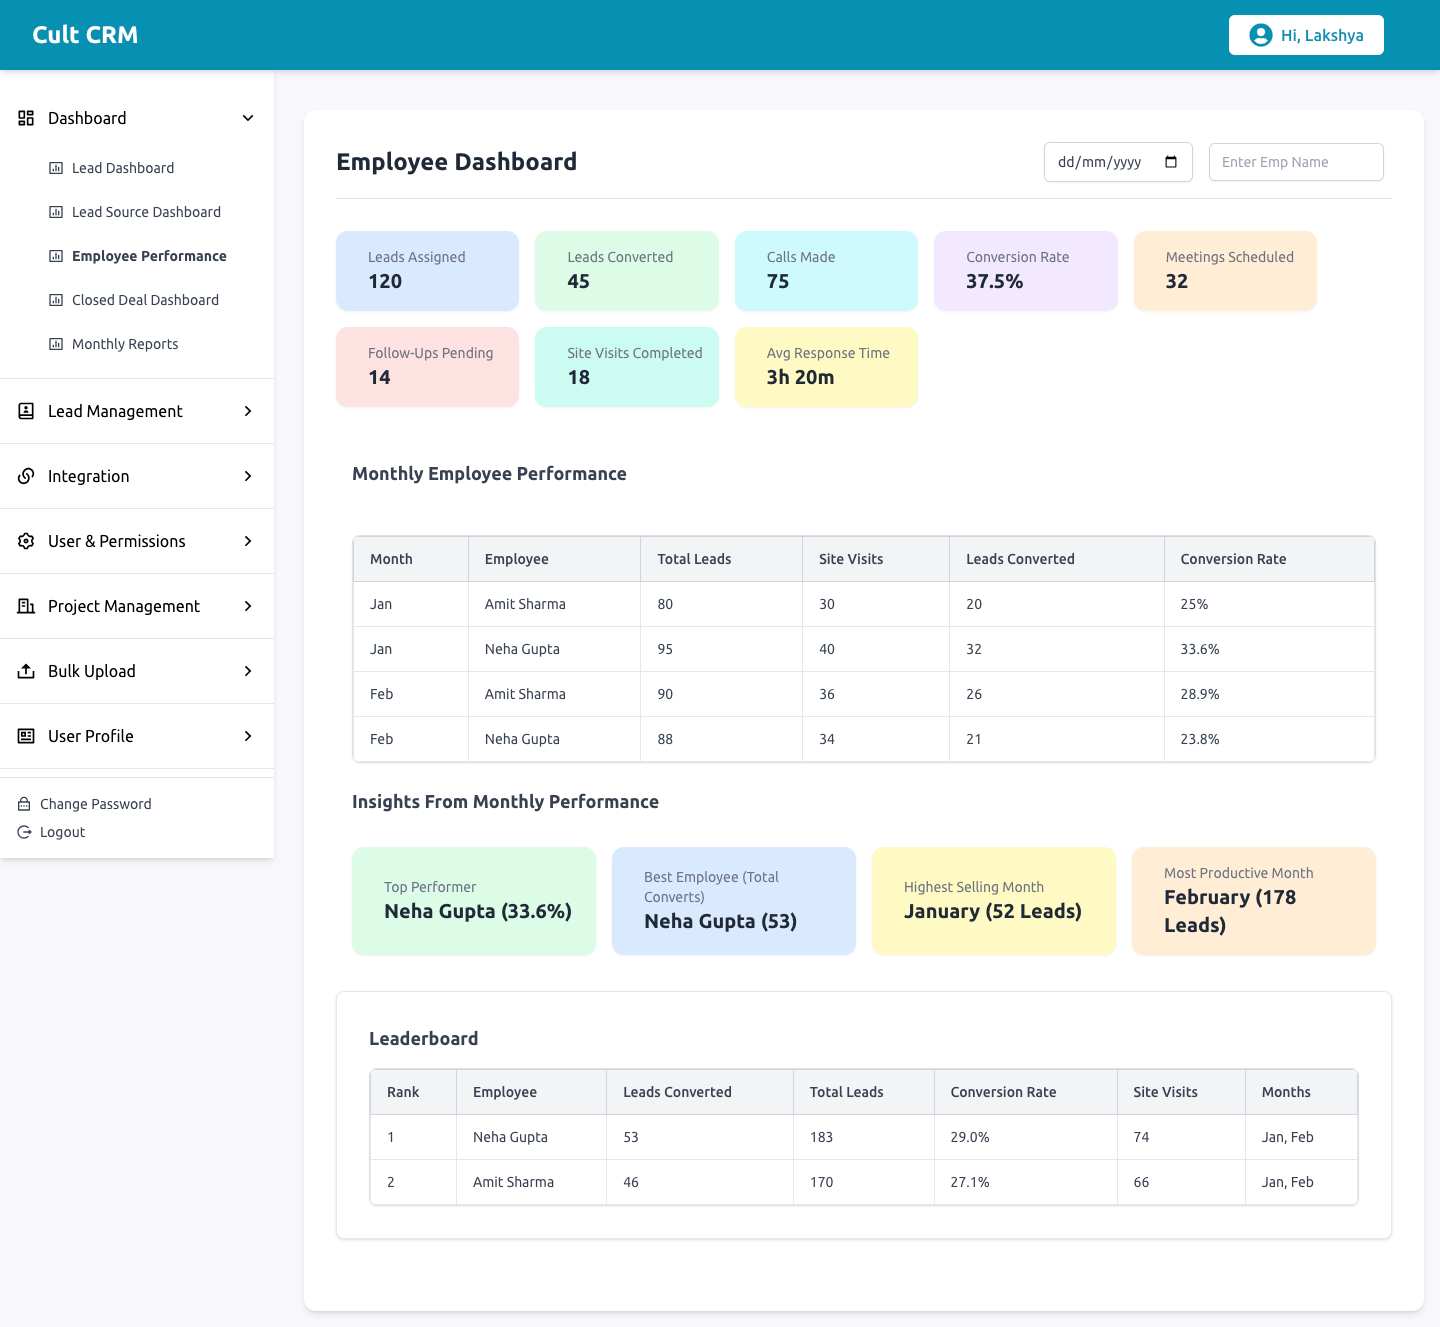 Cult CRM
Hi, Lakshya
Dashboard
Lead Dashboard
Lead Source Dashboard
Employee Performance
Closed Deal Dashboard
Monthly Reports
Lead Management
Integration
User & Permissions
Project Management
Bulk Upload
User Profile
Change Password
Logout
Employee Dashboard
dd/mm/yyyy
Enter Emp Name
Leads Assigned
120
Leads Converted
45
Calls Made
75
Conversion Rate
37.5%
Meetings Scheduled
32
Follow-Ups Pending
14
Site Visits Completed
18
Avg Response Time
3h 20m
Monthly Employee Performance
Month Employee Total Leads Site Visits Leads Converted Conversion Rate
Jan Amit Sharma 80 30 20 25%
Jan Neha Gupta 95 40 32 33.6%
Feb Amit Sharma 90 36 26 28.9%
Feb Neha Gupta 88 34 21 23.8%
Insights From Monthly Performance
Top Performer
Neha Gupta (33.6%)
Best Employee (Total
Converts)
Neha Gupta (53)
Highest Selling Month
January (52 Leads)
Most Productive Month
February (178
Leads)
Leaderboard
Rank Employee Leads Converted Total Leads Conversion Rate Site Visits Months
1 Neha Gupta 53 183 29.0% 74 Jan, Feb
2 Amit Sharma 46 170 27.1% 66 Jan, Feb